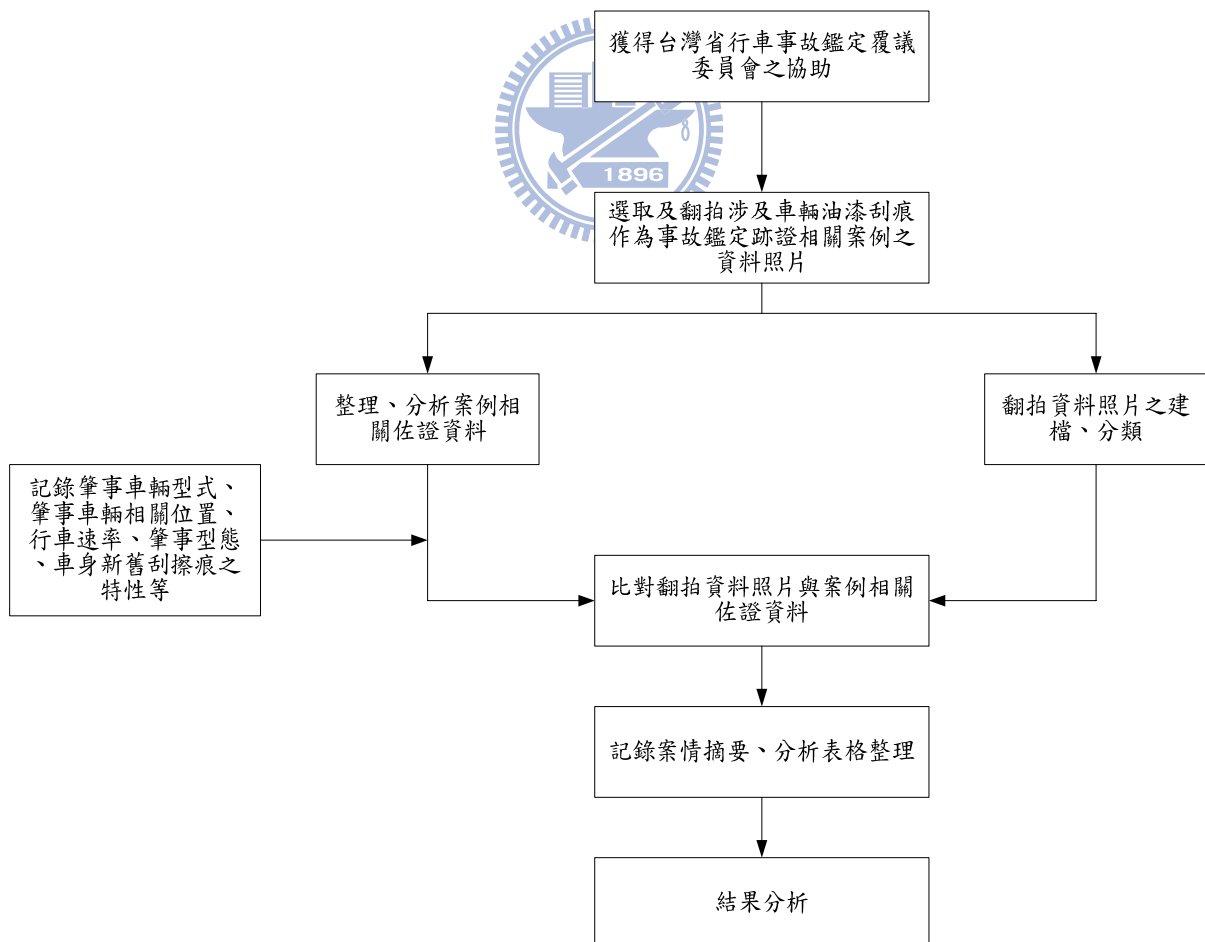 獲得台灣省行車事故鑑定覆議
委員會之協助
1896
選取及翻拍涉及車輛油漆刮痕
作為事故鑑定跡證相關案例之
資料照片
整理、分析案例相
關佐證資料
翻拍資料照片之建
檔、分類
記錄肇事車輛型式、
肇事車輛相關位置、
行車速率、肇事型態
、車身新舊刮擦痕之
特性等
比對翻拍資料照片與案例相關
佐證資料
記錄案情摘要、分析表格整理
結果分析